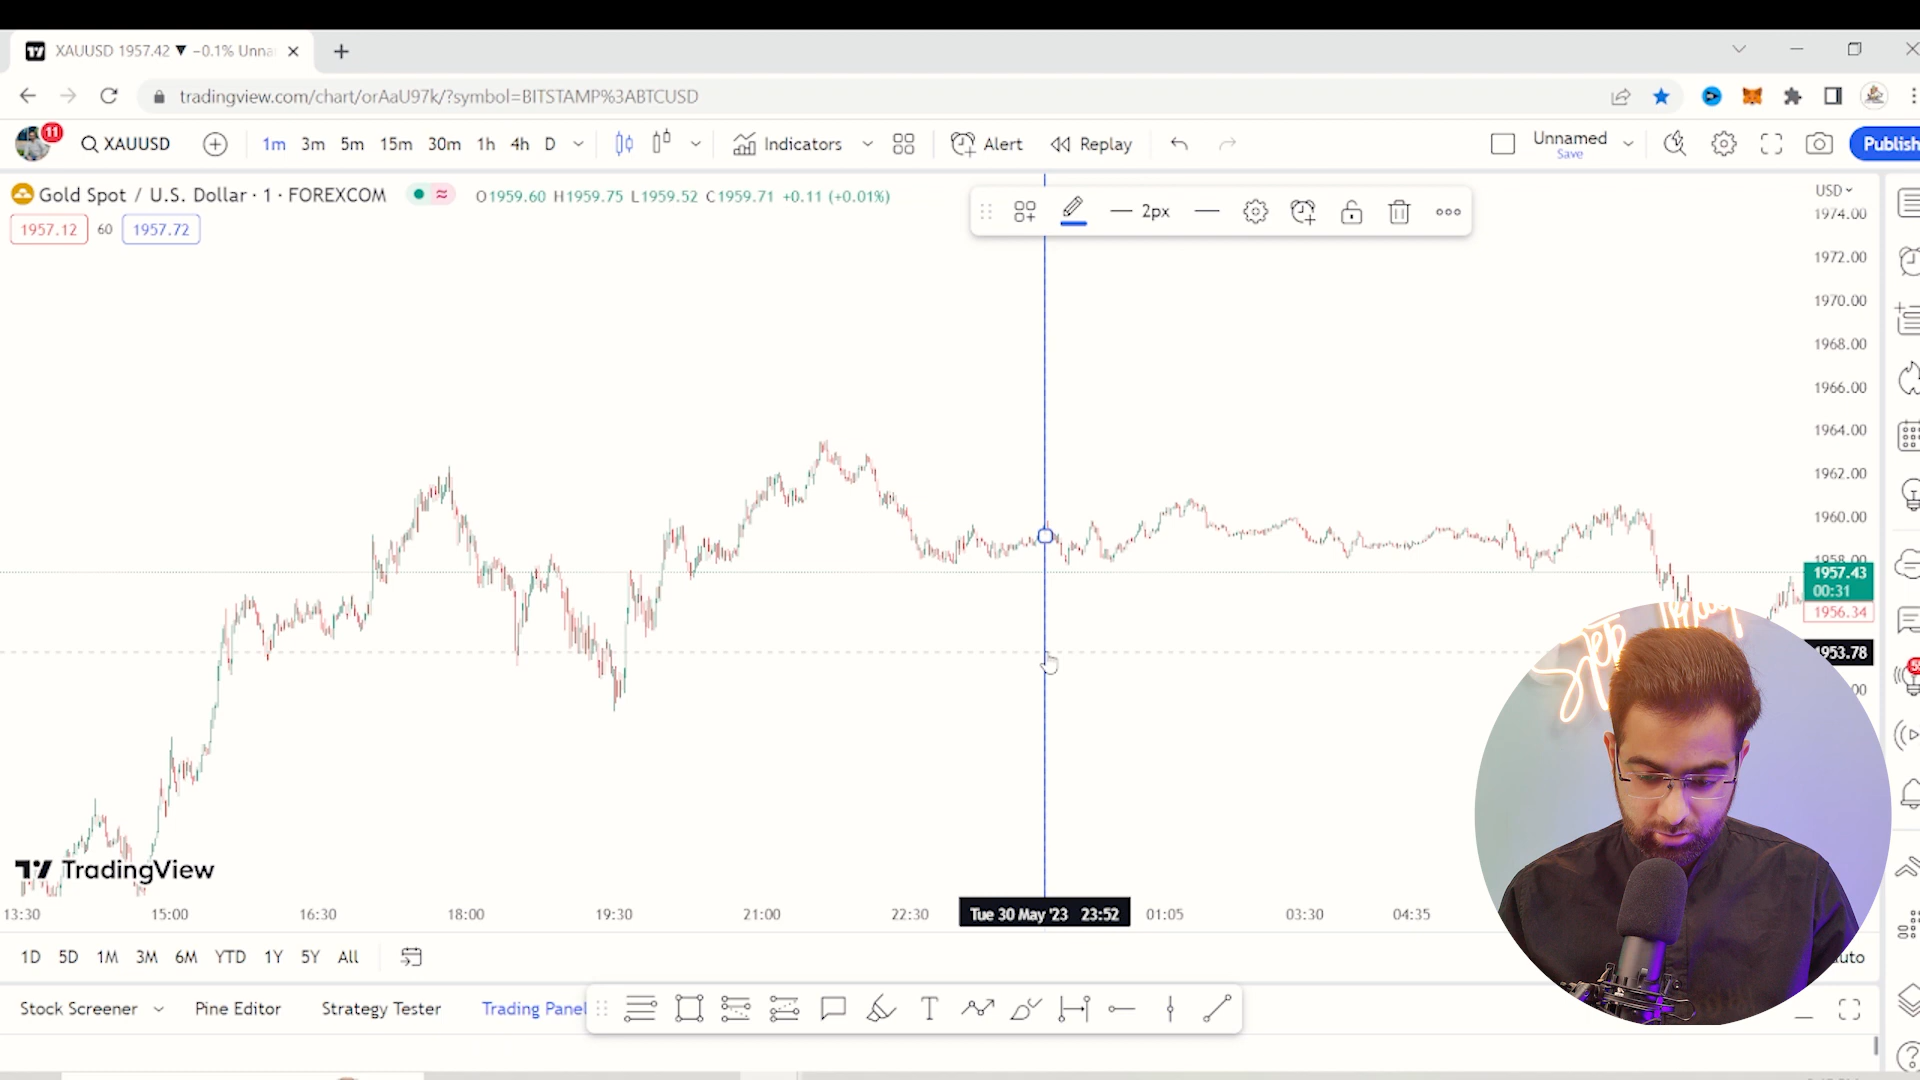 XAUUSD 1957.42 ▼ −0.1% Unna
tradingview.com/chart/orAaU97k/?symbol=BITSTAMP%3ABTCUSD
11
XAUUSD
1m 3m 5m 15m 30m 1h 4h D
Indicators
Alert
Replay
Unnamed
Save
Publish
Gold Spot / U.S. Dollar · 1 · FOREXCOM
O1959.60 H1959.75 L1959.52 C1959.71 +0.11 (+0.01%)
2px
USD
1957.12 60 1957.72
1974.00
1972.00
1970.00
1968.00
1966.00
1964.00
1962.00
1960.00
1958.00
1957.43
00:31
1956.34
1953.78
TradingView
13:30 15:00 16:30 18:00 19:30 21:00 22:30 Tue 30 May '23 23:52 01:05 03:30 04:35
1D 5D 1M 3M 6M YTD 1Y 5Y All
Stock Screener Pine Editor Strategy Tester Trading Panel